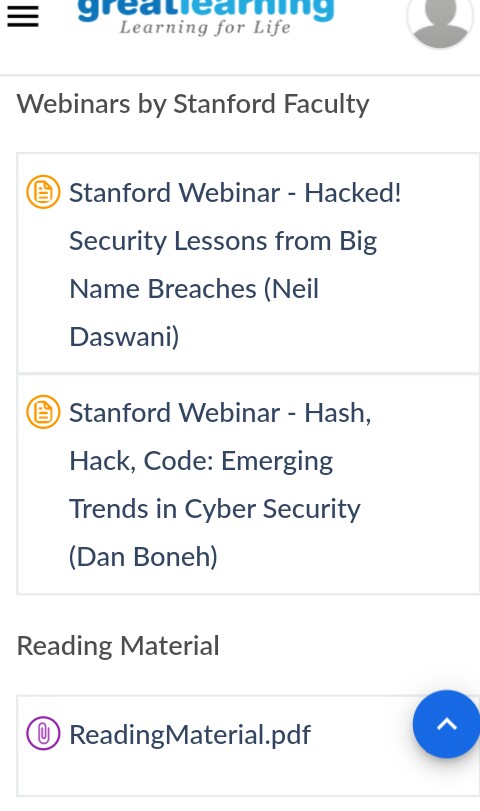 greatlearning
Learning for Life
Webinars by Stanford Faculty
Stanford Webinar - Hacked!
Security Lessons from Big
Name Breaches (Neil
Daswani)
Stanford Webinar - Hash,
Hack, Code: Emerging
Trends in Cyber Security
(Dan Boneh)
Reading Material
ReadingMaterial.pdf